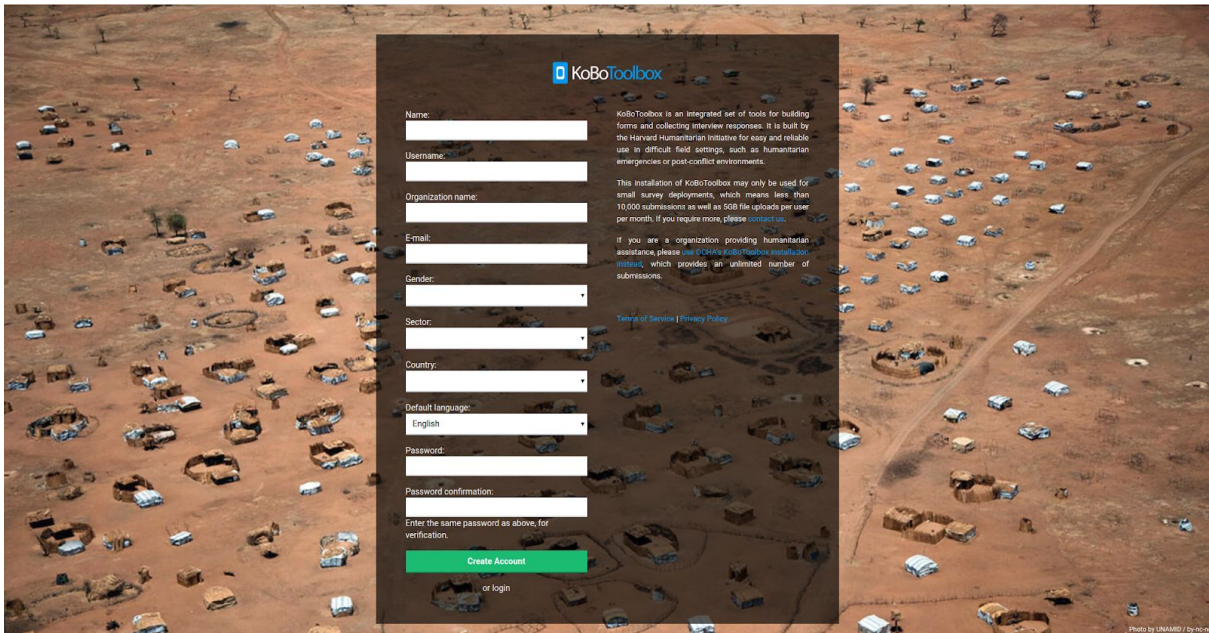 KoBoToolbox
Name:
Username:
Organization name:
E-mail:
Gender:
Sector:
Country:
Default language:
English
Password:
Password confirmation:
Enter the same password as above, for
verification.
Create Account
or login
KoBoToolbox is an integrated set of tools for building
forms and collecting interview responses. It is built by
the Harvard Humanitarian Initiative for easy and reliable
use in difficult field settings, such as humanitarian
emergencies or post-conflict environments.
This installation of KoBoToolbox may only be used for
small survey deployments, which means less than
10,000 submissions as well as 5GB file uploads per user
per month. If you require more, please contact us.
If you are a organization providing humanitarian
assistance, please use OCHA's KoBoToolbox installation
instead, which provides an unlimited number of
submissions.
Terms of Service | Privacy Policy
Photo by UNAMID / by-nc-n